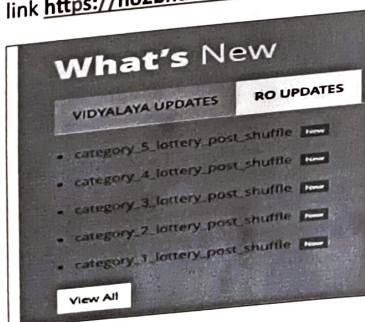 link https://
What's New
VIDYALAYA UPDATES RO UPDATES
• category_5_lottery_post_shuffle New
• category_4_lottery_post_shuffle New
• category_3_lottery_post_shuffle New
• category_2_lottery_post_shuffle New
• category_1_lottery_post_shuffle New
View All